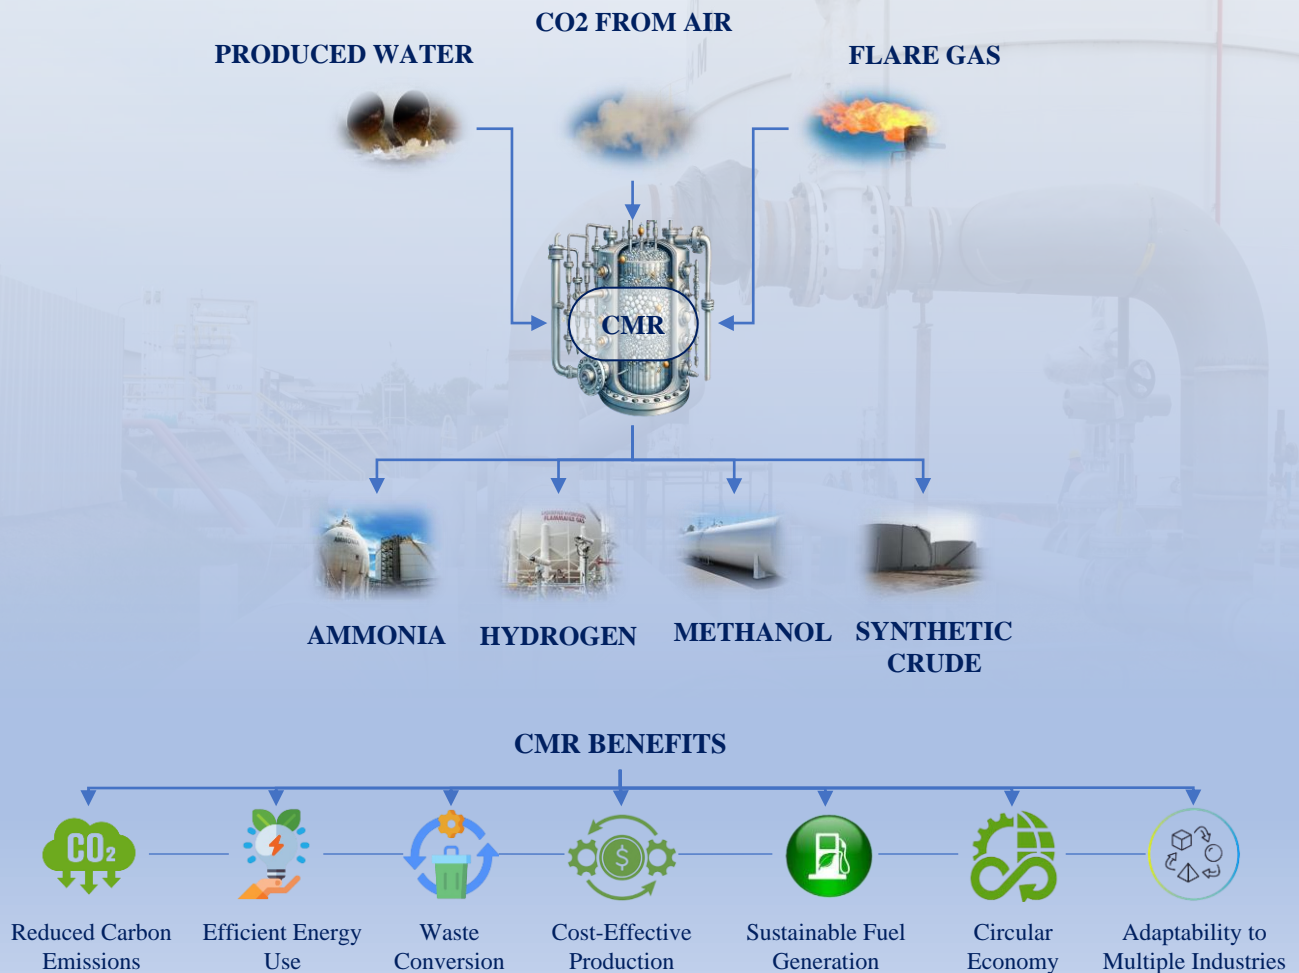 CO2 FROM AIR
PRODUCED WATER
FLARE GAS
CMR
AMMONIA
HYDROGEN
METHANOL
SYNTHETIC
CRUDE
CMR BENEFITS
CO2
$
Reduced Carbon
Emissions
Efficient Energy
Use
Waste
Conversion
Cost-Effective
Production
Sustainable Fuel
Generation
Circular
Economy
Adaptability to
Multiple Industries